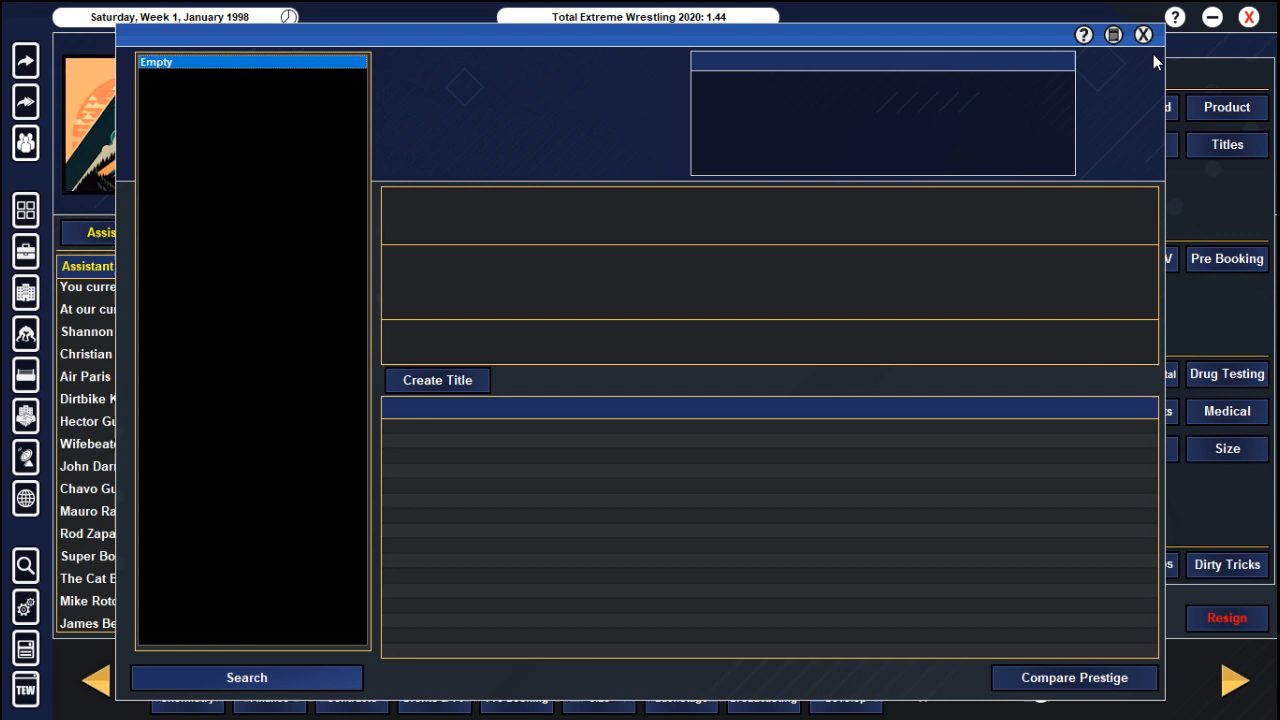 Saturday, Week 1, January 1998
Total Extreme Wrestling 2020: 1.44
?
X
?
X
Empty
Product
Titles
Pre Booking
Drug Testing
Medical
Size
Dirty Tricks
Resign
Assis
Assistant
You curre
At our cu
Shannon
Christian
Air Paris
Dirtbike K
Hector Gu
Wifebeate
John Dar
Chavo Gu
Mauro Ra
Rod Zapa
Super Bo
The Cat E
Mike Roto
James Be
Create Title
Search
Compare Prestige
TEW